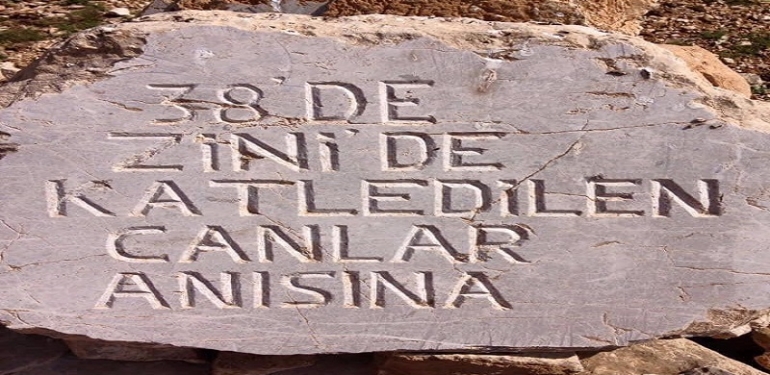 38'DE
ZİNİ'DE
KATLEDİLEN
CANLAR
ANISINA